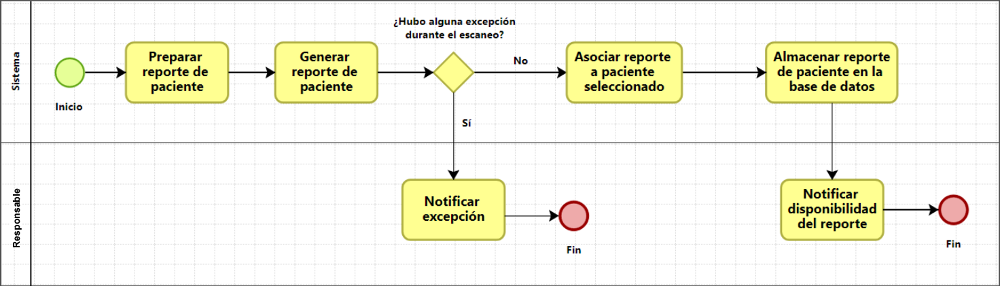 ¿Hubo alguna excepción
durante el escaneo?
Sistema
Inicio
Preparar
reporte de
paciente
Generar
reporte de
paciente
No
Sí
Asociar reporte
a paciente
seleccionado
Almacenar reporte
de paciente en la
base de datos
Responsable
Notificar
excepción
Fin
Notificar
disponibilidad
del reporte
Fin